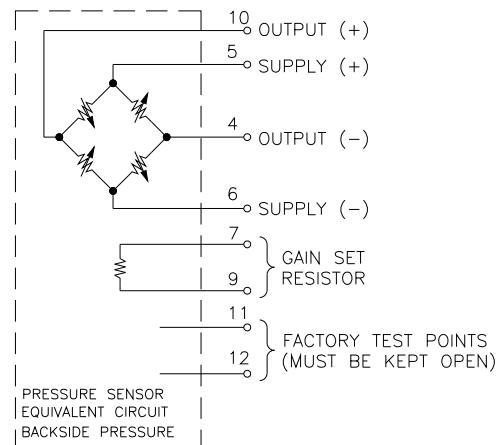 10 OUTPUT (+)
5 SUPPLY (+)
4 OUTPUT (-)
6 SUPPLY (-)
7
GAIN SET
RESISTOR
9
11
FACTORY TEST POINTS
(MUST BE KEPT OPEN)
12
PRESSURE SENSOR
EQUIVALENT CIRCUIT
BACKSIDE PRESSURE